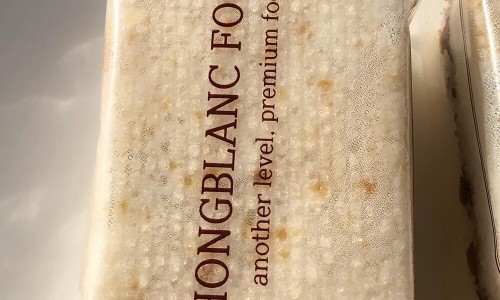 HONGBLANC FO
another level, premium fo